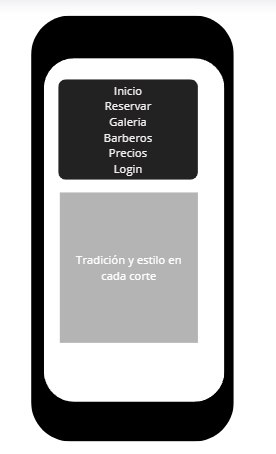 Inicio
Reservar
Galeria
Barberos
Precios
Login
Tradición y estilo en
cada corte